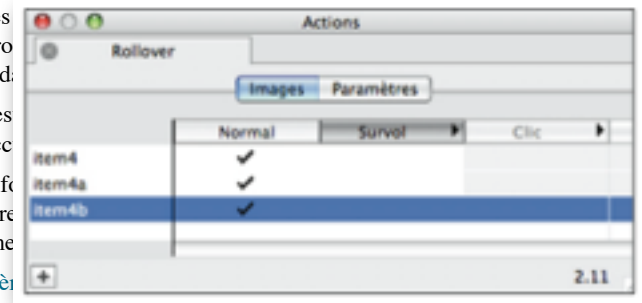 Actions
Rollover
Images Paramètres
Normal Survol Clic
item4
item4a
item4b
2.11